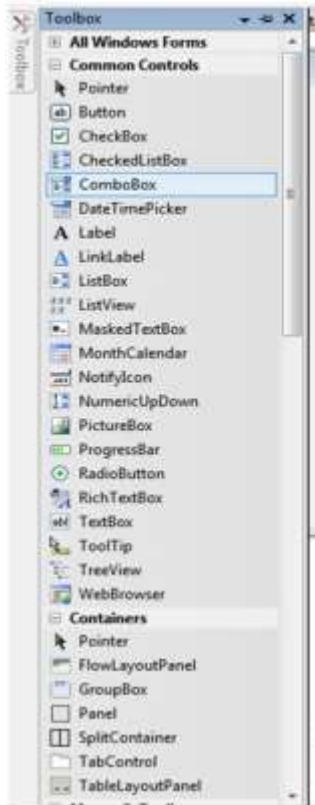 Toolbox
Toolbox
All Windows Forms
Common Controls
Pointer
Button
CheckBox
CheckedListBox
ComboBox
DateTimePicker
Label
LinkLabel
ListBox
ListView
MaskedTextBox
MonthCalendar
NotifyIcon
NumericUpDown
PictureBox
ProgressBar
RadioButton
RichTextBox
TextBox
ToolTip
TreeView
WebBrowser
Containers
Pointer
FlowLayoutPanel
GroupBox
Panel
SplitContainer
TabControl
TableLayoutPanel